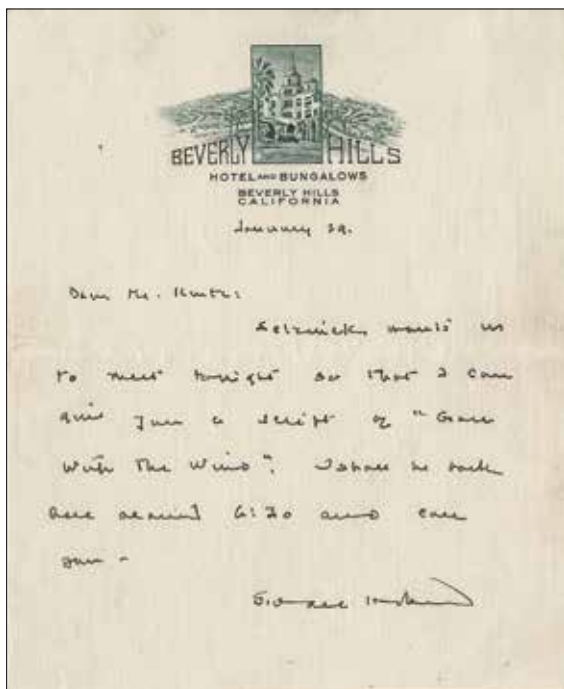 BEVERLY HILLS
HOTEL AND BUNGALOWS
BEVERLY HILLS
CALIFORNIA
January 29.
Dear Mr. Kurtz:
Selznick wants us
to meet tonight so that I can
give you a script of "Gone
With The Wind". I shall be back
here around 6:30 and call
you -
Sidney Howard